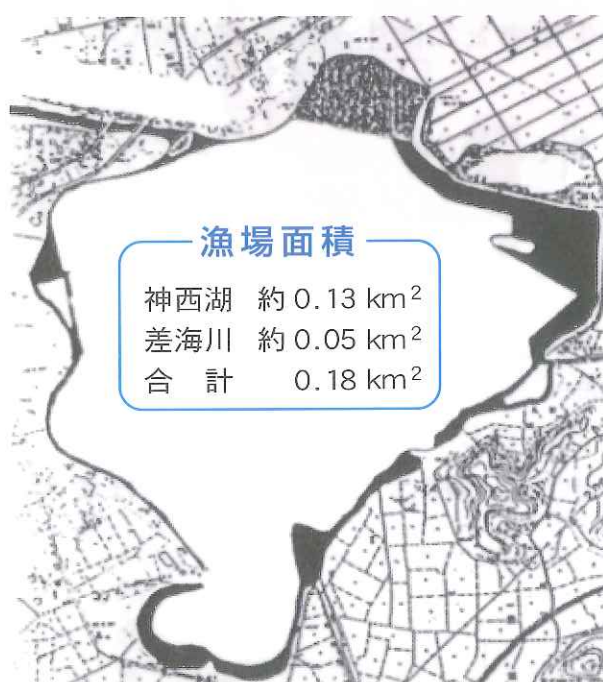 漁場面積
神西湖 約 0.13 km²
差海川 約 0.05 km²
合 計 0.18 km²